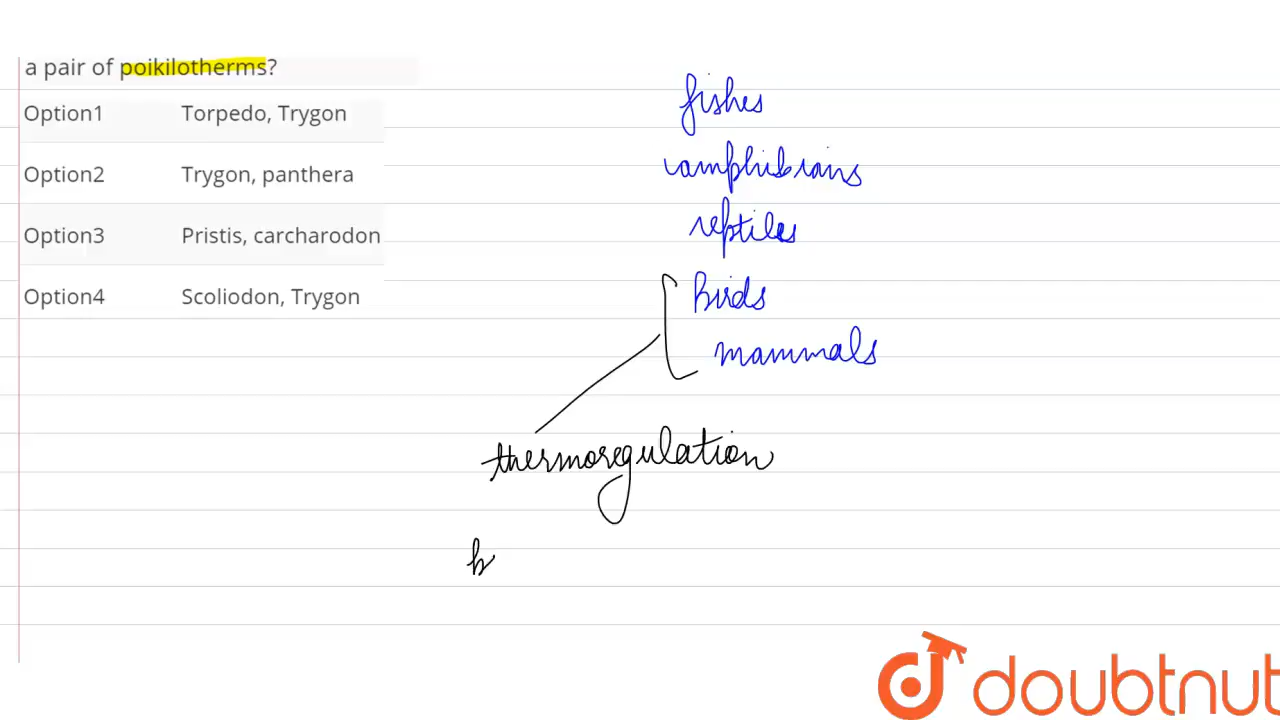 a pair of poikilotherms?
Option1 Torpedo, Trygon
Option2 Trygon, panthera
Option3 Pristis, carcharodon
Option4 Scoliodon, Trygon
fishes
amphibians
reptiles
Birds
mammals
thermoregulation
h
doubtnut